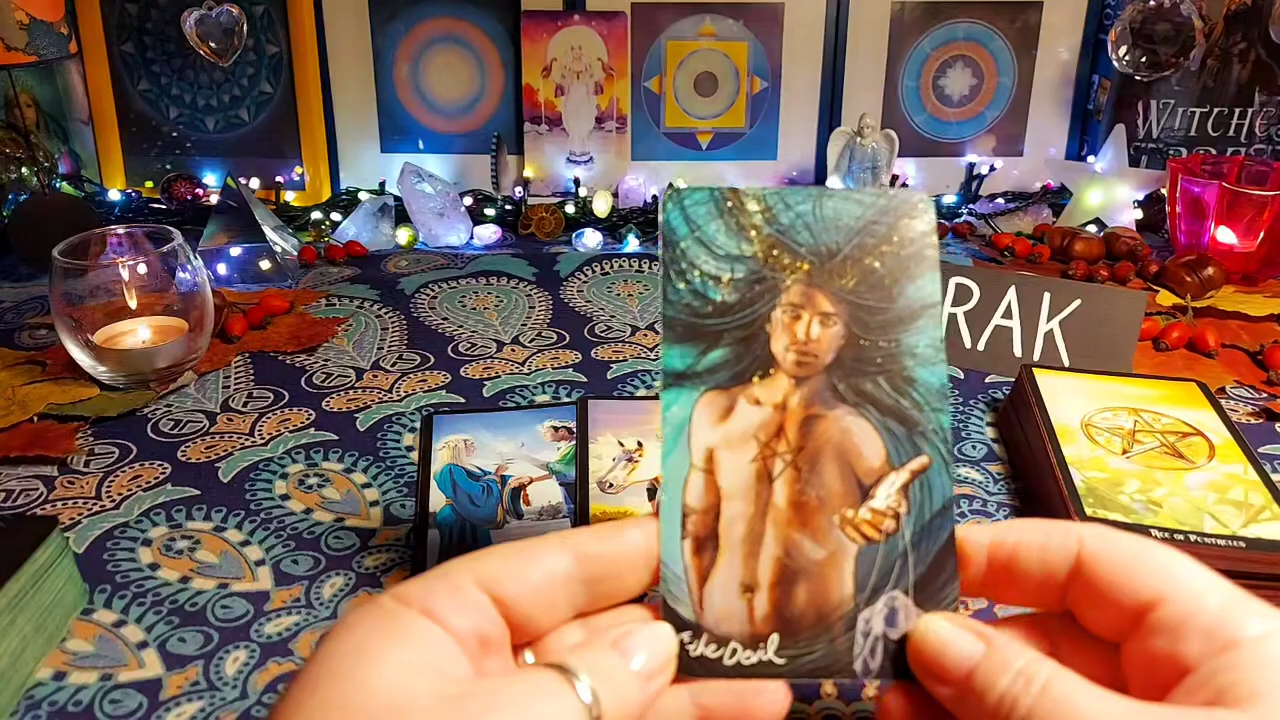 WITCHE
RAK
ACE OF PENTACLES
the Devil